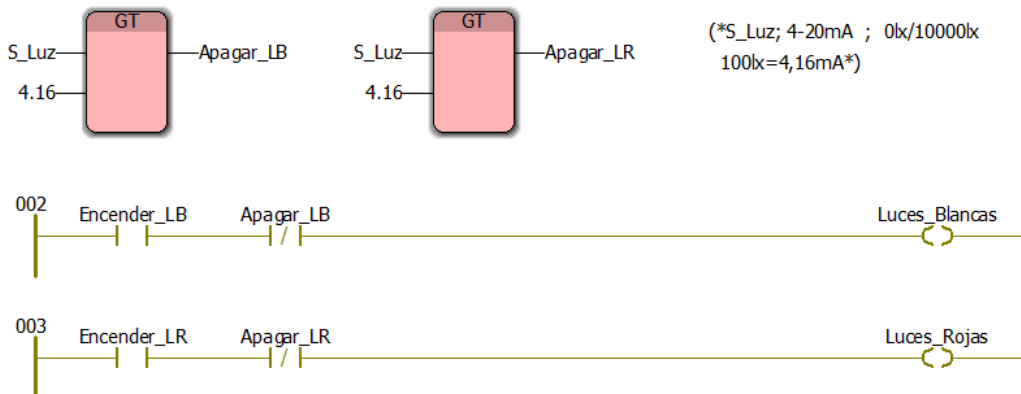 GT
S_Luz
Apagar_LB
4.16
GT
S_Luz
Apagar_LR
4.16
(*S_Luz; 4-20mA ; 0lx/10000lx
100lx=4,16mA*)
002
Encender_LB
Apagar_LB
Luces_Blancas
003
Encender_LR
Apagar_LR
Luces_Rojas